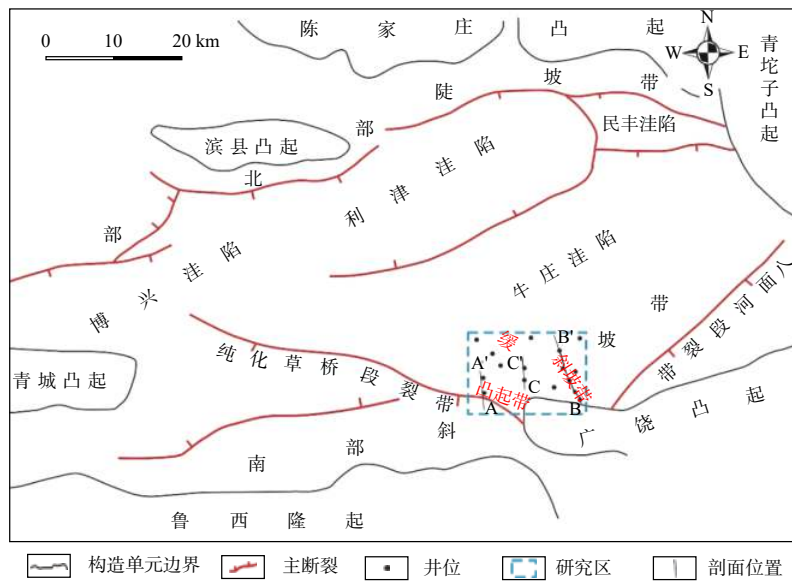 0 10 20 km
陈家庄凸起
N
W E
S
青坨子凸起
北部陡坡带
滨县凸起
民丰洼陷
利津洼陷
部
博兴洼陷
牛庄洼陷
缓
斜坡带
凸起带
A'
C'
B'
A
C
B
坡
带
八面河段裂带
纯化草桥段裂带
青城凸起
广饶凸起
南部斜
鲁西隆起
构造单元边界
主断裂
井位
研究区
剖面位置